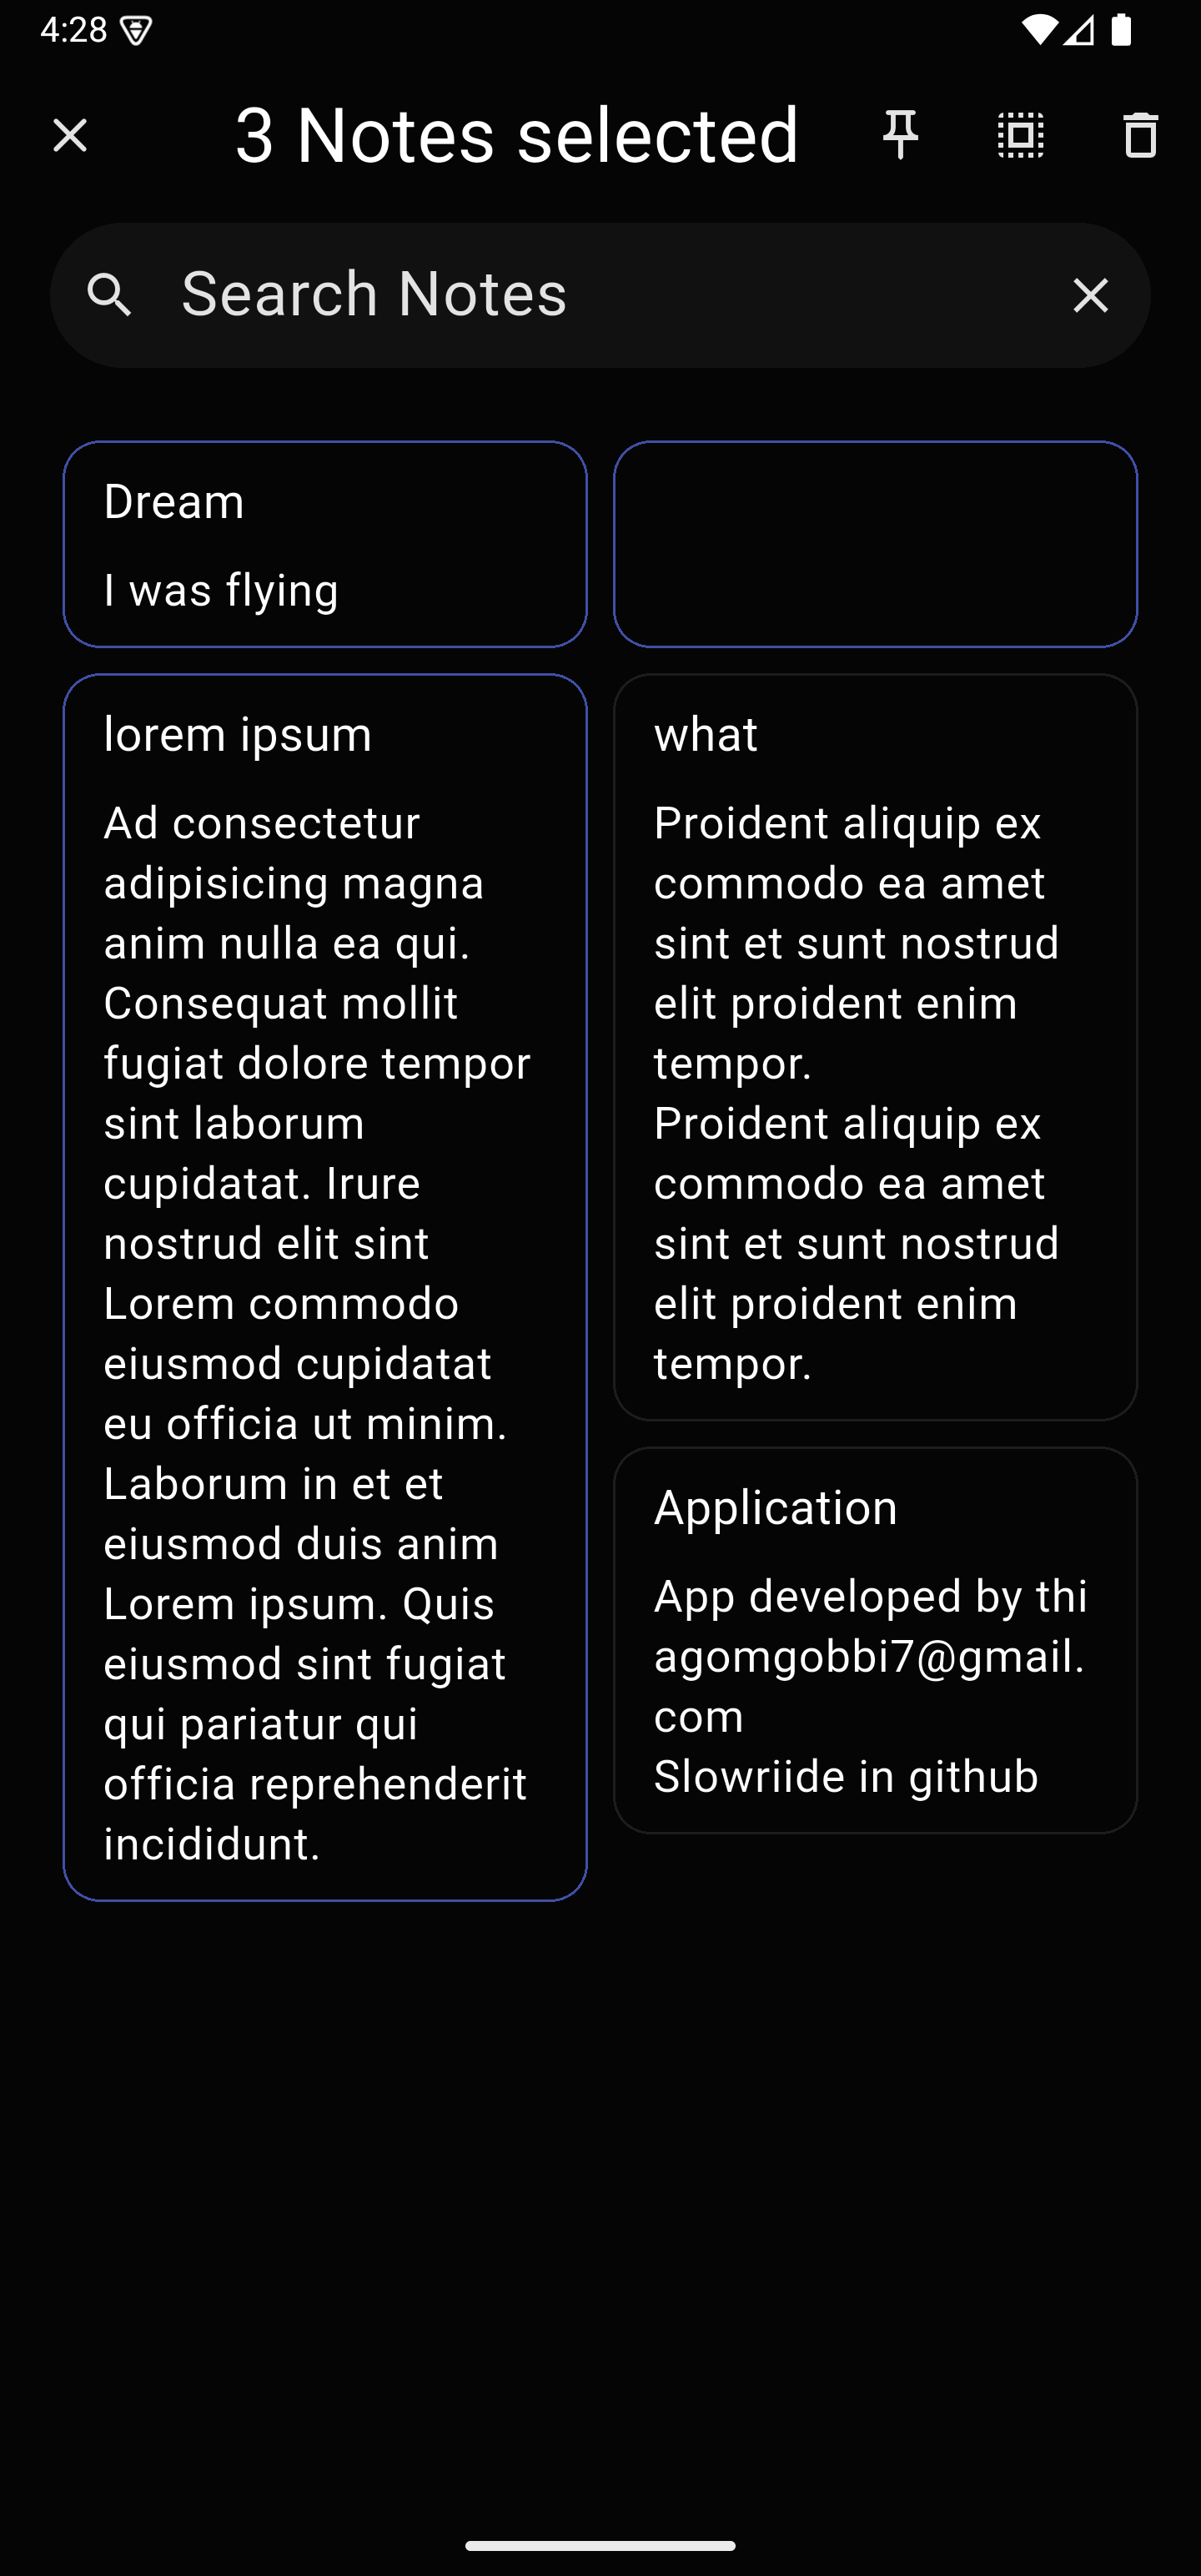 4:28
3 Notes selected
Search Notes
Dream
I was flying
lorem ipsum
Ad consectetur
adipisicing magna
anim nulla ea qui.
Consequat mollit
fugiat dolore tempor
sint laborum
cupidatat. Irure
nostrud elit sint
Lorem commodo
eiusmod cupidatat
eu officia ut minim.
Laborum in et et
eiusmod duis anim
Lorem ipsum. Quis
eiusmod sint fugiat
qui pariatur qui
officia reprehenderit
incididunt.
what
Proident aliquip ex
commodo ea amet
sint et sunt nostrud
elit proident enim
tempor.
Proident aliquip ex
commodo ea amet
sint et sunt nostrud
elit proident enim
tempor.
Application
App developed by thi
agomgobbi7@gmail.
com
Slowriide in github